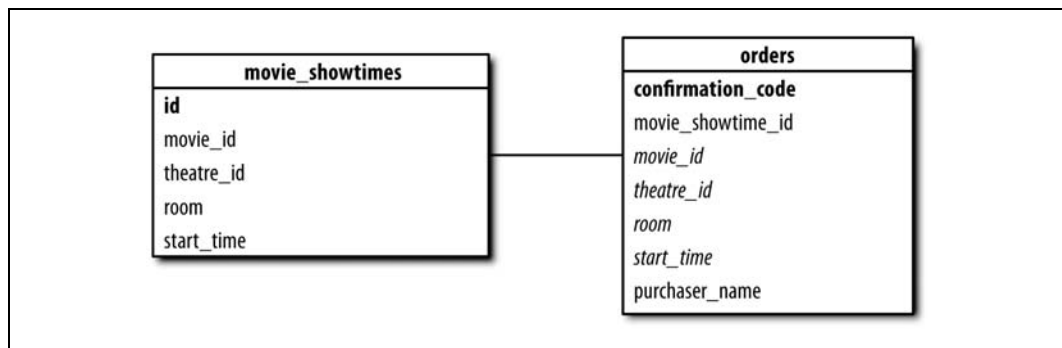 movie_showtimes
id
movie_id
theatre_id
room
start_time
orders
confirmation_code
movie_showtime_id
movie_id
theatre_id
room
start_time
purchaser_name